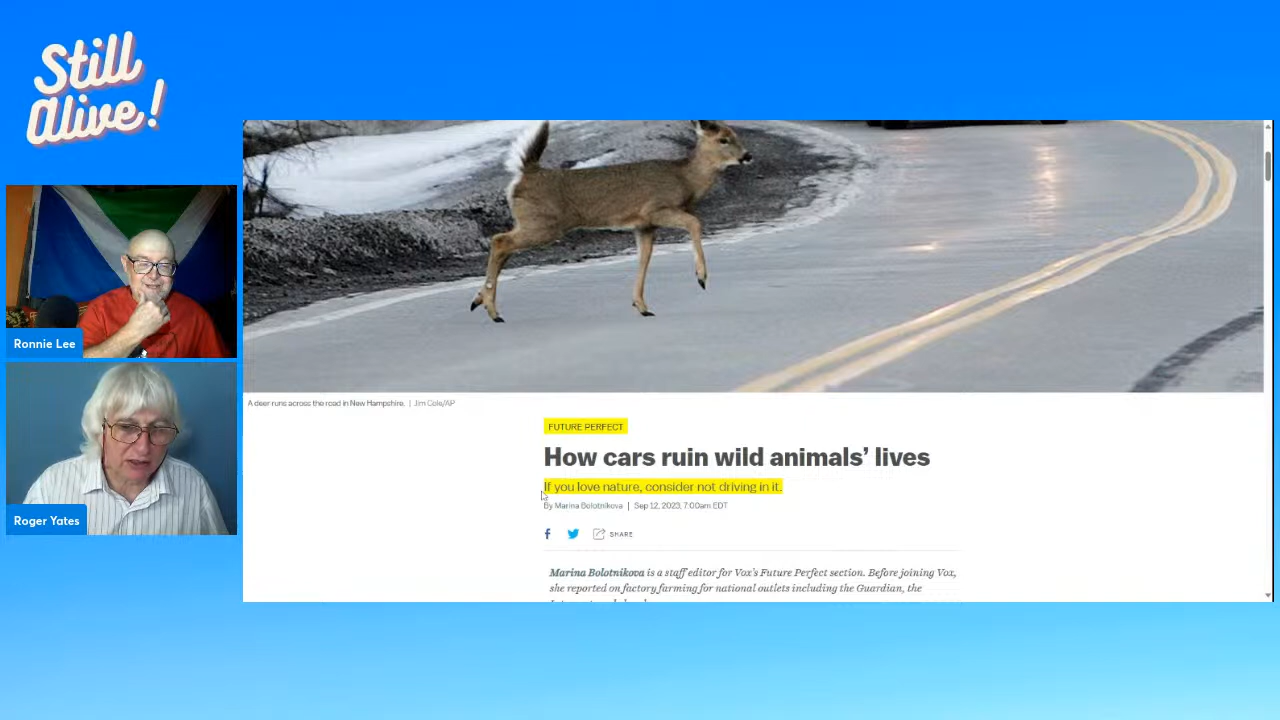 Still
Alive!
Ronnie Lee
Roger Yates
A deer runs across the road in New Hampshire. | Jim Cole/AP
FUTURE PERFECT
How cars ruin wild animals’ lives
If you love nature, consider not driving in it.
By Marina Bolotnikova | Sep 12, 2023, 7:00am EDT
SHARE
Marina Bolotnikova is a staff editor for Vox’s Future Perfect section. Before joining Vox,
she reported on factory farming for national outlets including the Guardian, the